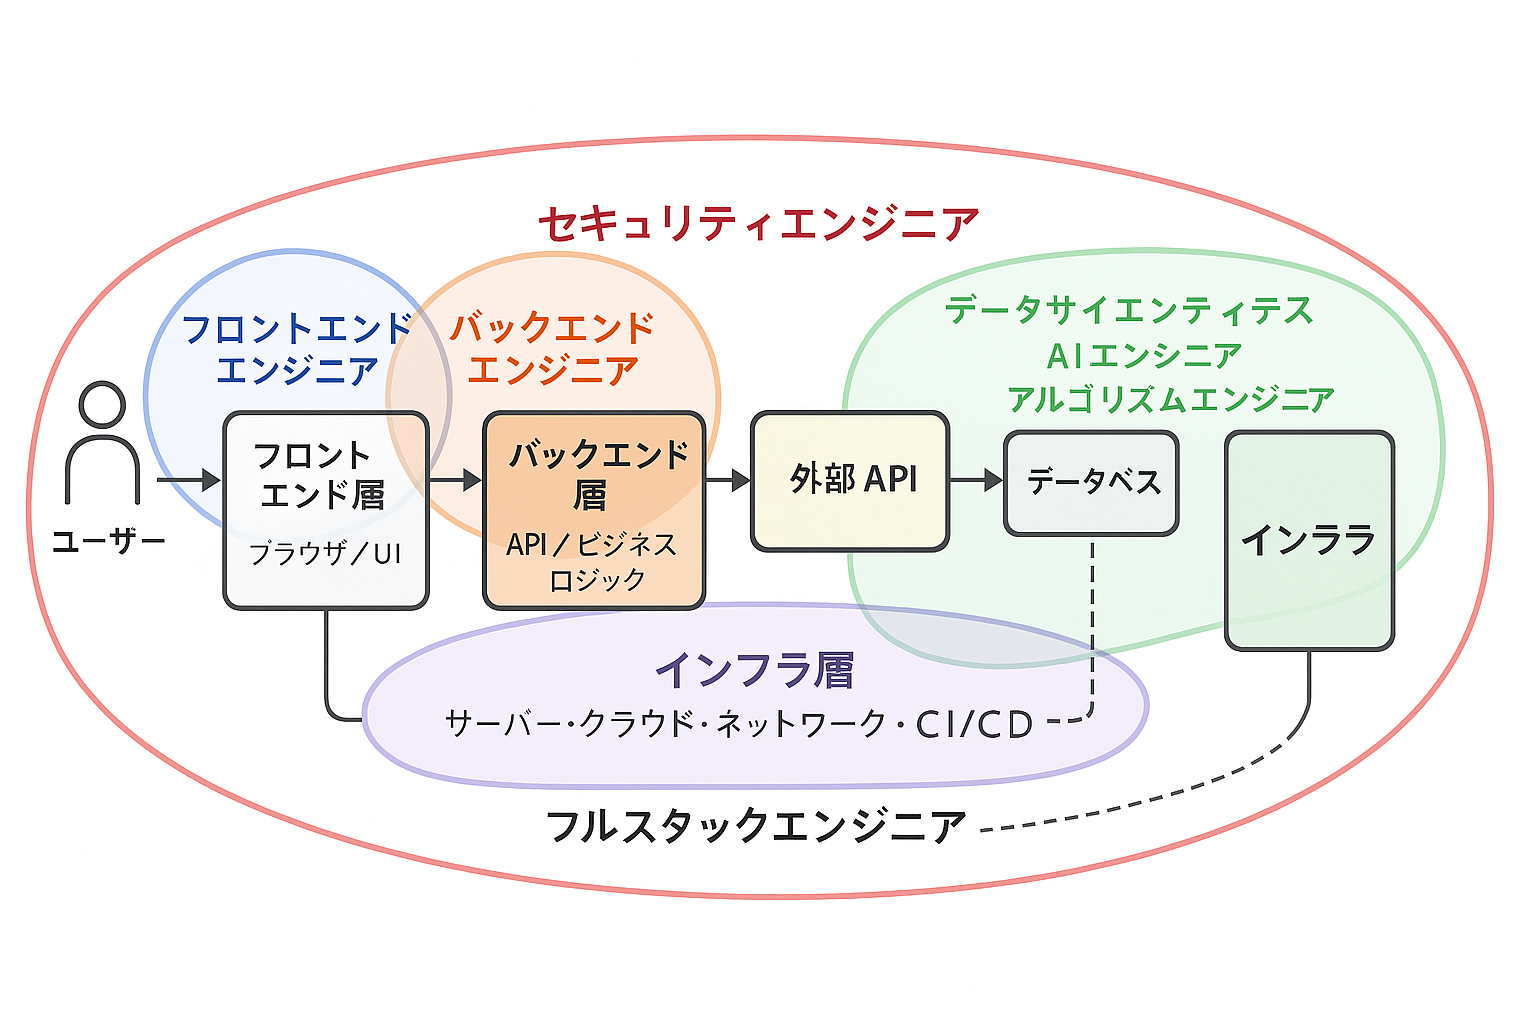 セキュリティエンジニア
フロントエンド
エンジニア
バックエンド
エンジニア
データサイエンティテス
AIエンシニア
アルゴリズムエンジニア
ユーザー
フロント
エンド層
ブラウザ/UI
バックエンド
層
API/ビジネス
ロジック
外部 API
データベス
インララ
インフラ層
サーバー・クラウド・ネットワーク・CI/CD
フルスタックエンジニア